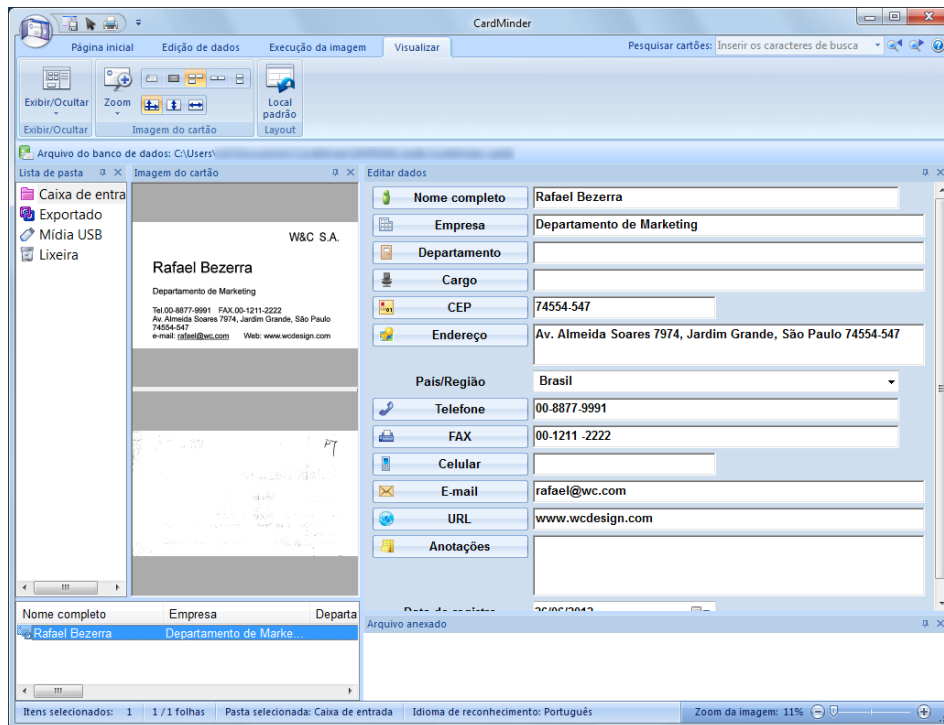 CardMinder
Página inicial
Edição de dados
Execução da imagem
Visualizar
Pesquisar cartões:
Inserir os caracteres de busca
Exibir/Ocultar
Zoom
Local padrão
Exibir/Ocultar
Imagem do cartão
Layout
Arquivo do banco de dados: C:\Users\
Lista de pasta
Caixa de entra
Exportado
Mídia USB
Lixeira
Imagem do cartão
W&C S.A.
Rafael Bezerra
Departamento de Marketing
Tel.00-8877-9991 FAX.00-1211-2222
Av. Almeida Soares 7974, Jardim Grande, São Paulo
74554-547
e-mail: rafael@wc.com Web: www.wcdesign.com
Editar dados
Nome completo Rafael Bezerra
Empresa Departamento de Marketing
Departamento
Cargo
CEP 74554-547
Endereço Av. Almeida Soares 7974, Jardim Grande, São Paulo 74554-547
País/Região Brasil
Telefone 00-8877-9991
FAX 00-1211 -2222
Celular
E-mail rafael@wc.com
URL www.wcdesign.com
Anotações
Nome completo Empresa Departa
Rafael Bezerra Departamento de Marke...
Arquivo anexado
Itens selecionados: 1
1 / 1 folhas
Pasta selecionada: Caixa de entrada
Idioma de reconhecimento: Português
Zoom da imagem: 11%